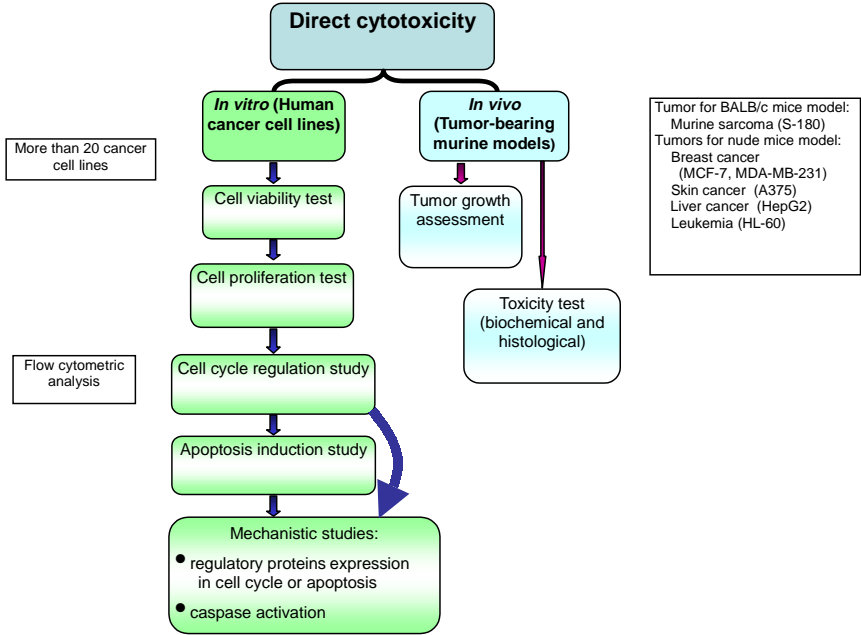 Direct cytotoxicity
In vitro (Human
cancer cell lines)
In vivo
(Tumor-bearing
murine models)
Tumor for BALB/c mice model:
Murine sarcoma (S-180)
Tumors for nude mice model:
Breast cancer
(MCF-7, MDA-MB-231)
Skin cancer (A375)
Liver cancer (HepG2)
Leukemia (HL-60)
More than 20 cancer
cell lines
Cell viability test
Tumor growth
assessment
Cell proliferation test
Toxicity test
(biochemical and
histological)
Flow cytometric
analysis
Cell cycle regulation study
Apoptosis induction study
Mechanistic studies:
• regulatory proteins expression
in cell cycle or apoptosis
• caspase activation